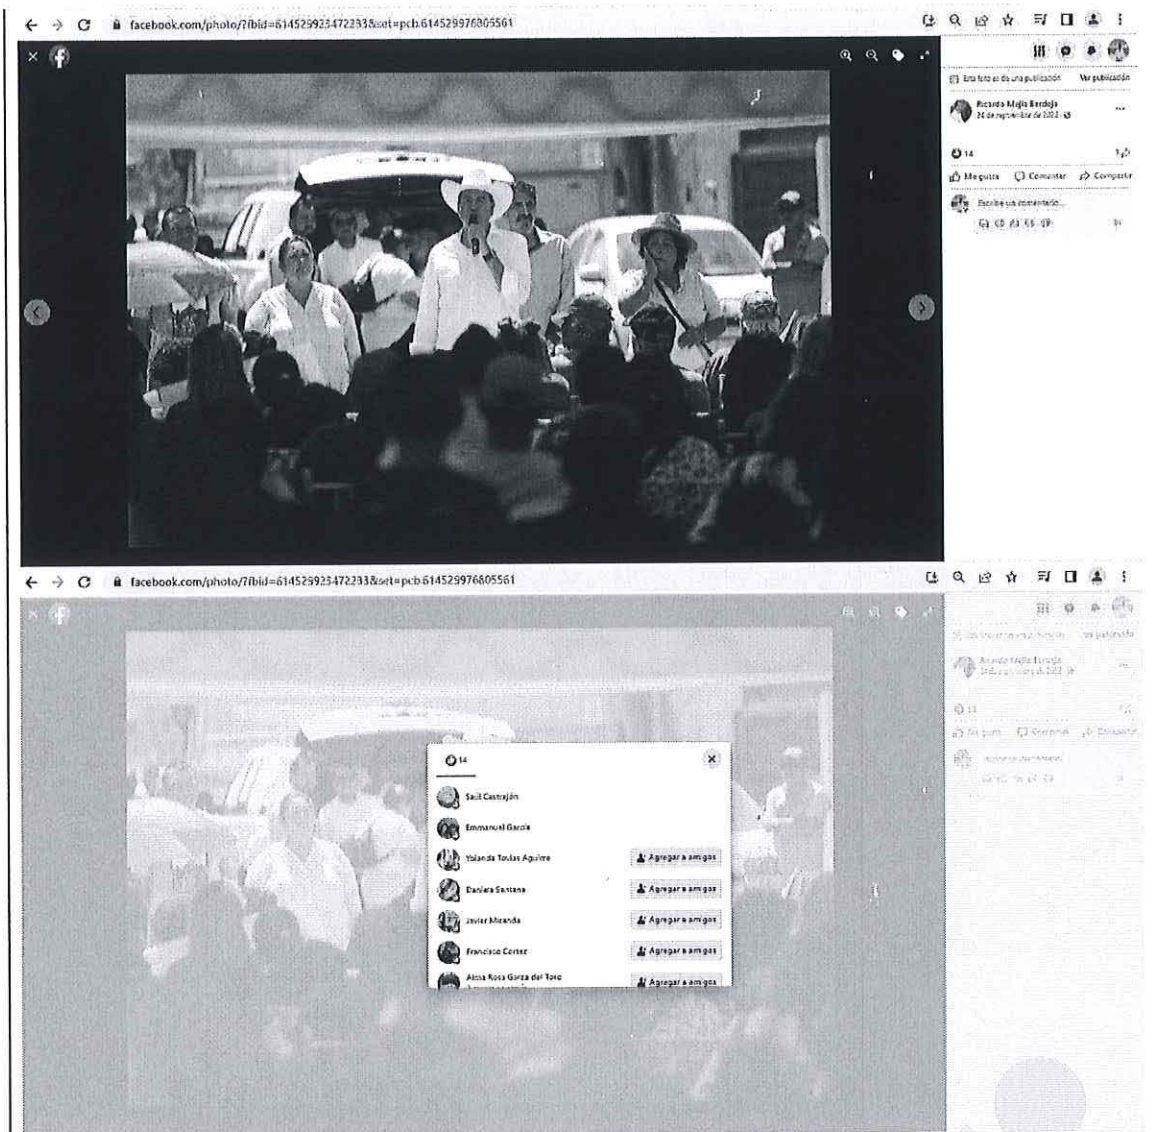 facebook.com/photo/?fbid=614529923472233&set=pcb.614529976805561
Esta foto es de una publicación Ver publicación
Ricardo Mejía Berdeja
14
Me gusta Comentar Compartir
Escribe un comentario...
facebook.com/photo/?fbid=614529923472233&set=pcb.614529976805561
14
Saúl Castrejón
Emmanuel García
Yolanda Tovias Aguirre Agregar a amigos
Daniela Santana Agregar a amigos
Javier Miranda Agregar a amigos
Francisco Cortez Agregar a amigos
Alma Rosa Garza del Toro Agregar a amigos